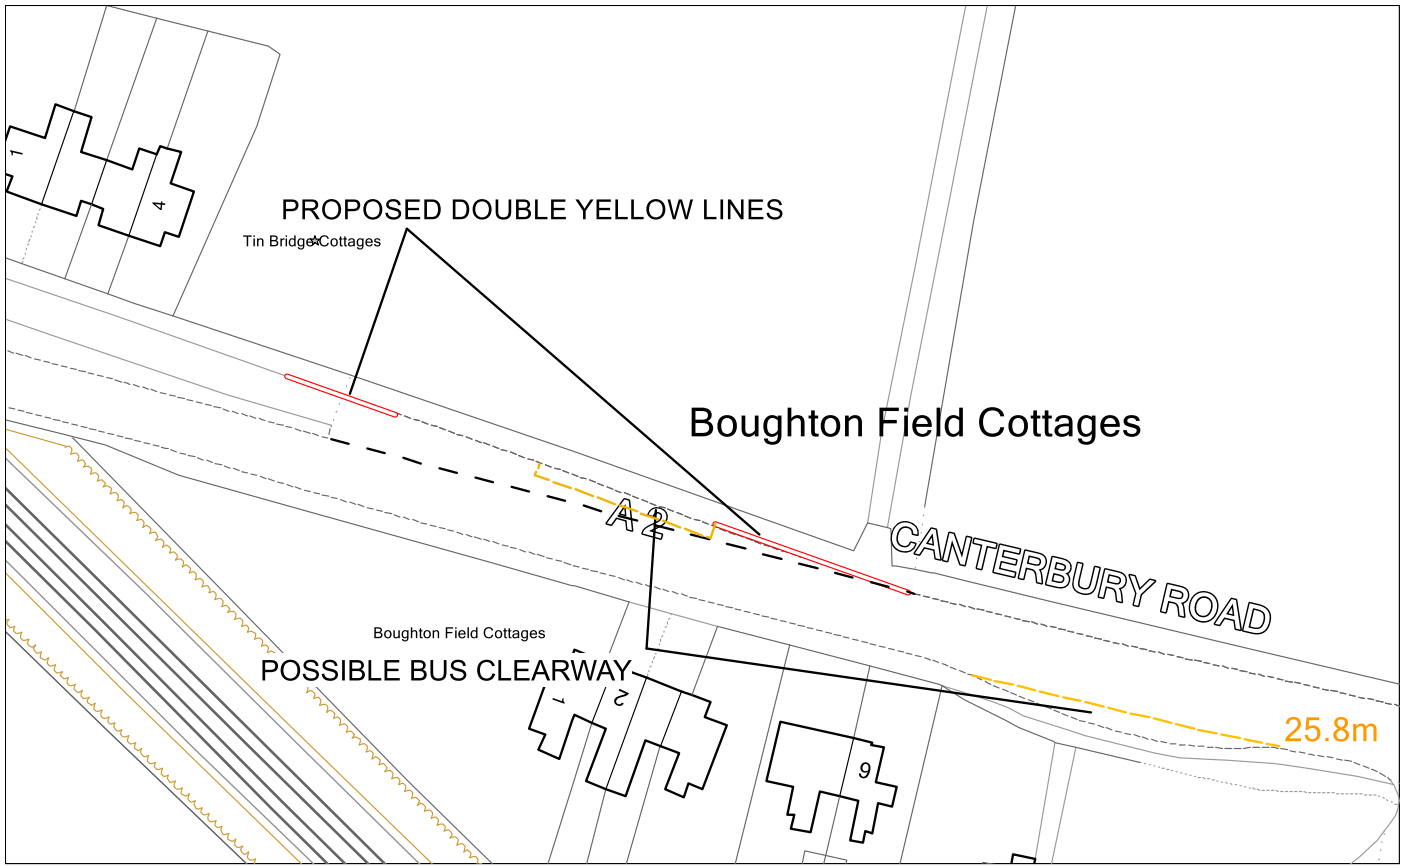 1
4
PROPOSED DOUBLE YELLOW LINES
Tin Bridge Cottages
Boughton Field Cottages
A 2
CANTERBURY ROAD
Boughton Field Cottages
POSSIBLE BUS CLEARWAY
1
2
25.8m
6